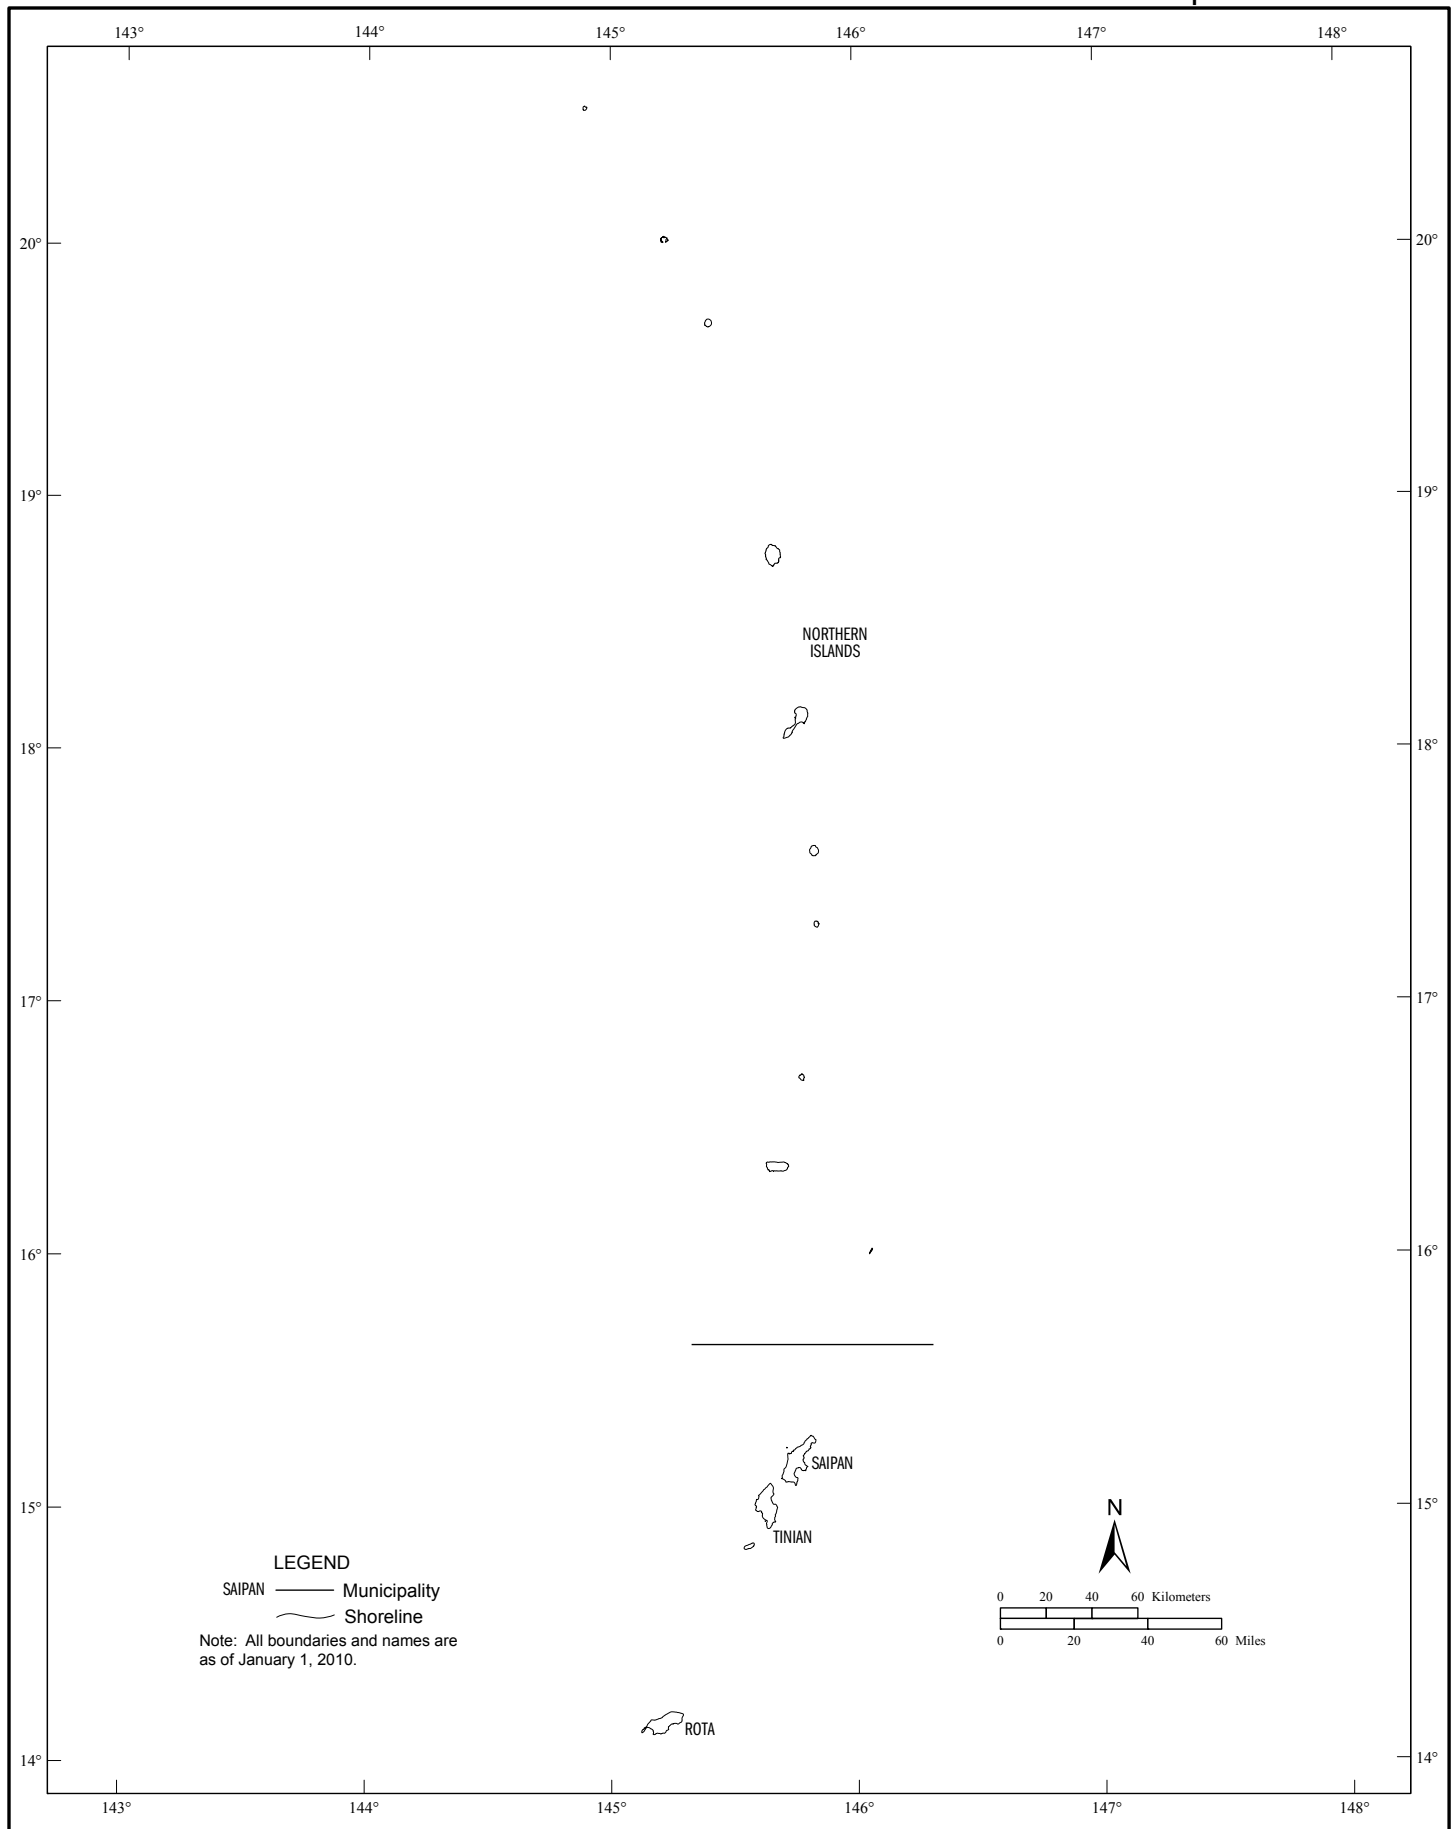 143° 144° 145° 146° 147° 148°
20° 20°
19° 19°
NORTHERN
ISLANDS
18° 18°
17° 17°
16° 16°
SAIPAN
15° 15°
N
TINIAN
LEGEND
SAIPAN Municipality
Shoreline
Note: All boundaries and names are
as of January 1, 2010.
0 20 40 60 Kilometers
0 20 40 60 Miles
ROTA
14° 14°
143° 144° 145° 146° 147° 148°